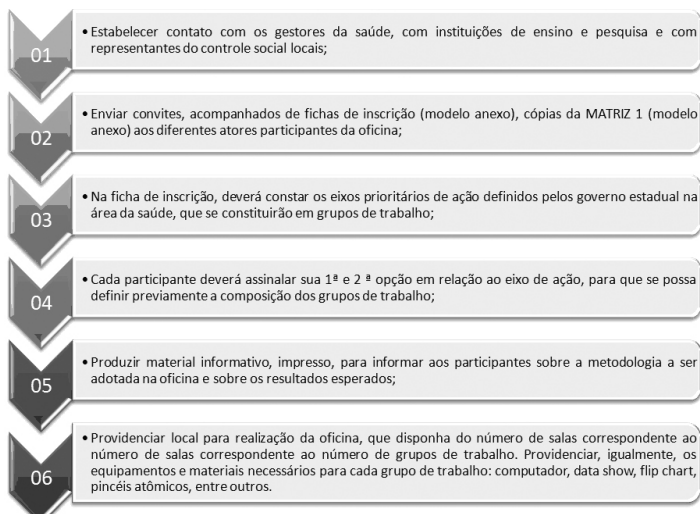 01
• Estabelecer contato com os gestores da saúde, com instituições de ensino e pesquisa e com
representantes do controle social locais;
02
• Enviar convites, acompanhados de fichas de inscrição (modelo anexo), cópias da MATRIZ 1 (modelo
anexo) aos diferentes atores participantes da oficina;
03
• Na ficha de inscrição, deverá constar os eixos prioritários de ação definidos pelos governo estadual na
área da saúde, que se constituirão em grupos de trabalho;
04
• Cada participante deverá assinalar sua 1ª e 2 ª opção em relação ao eixo de ação, para que se possa
definir previamente a composição dos grupos de trabalho;
05
• Produzir material informativo, impresso, para informar aos participantes sobre a metodologia a ser
adotada na oficina e sobre os resultados esperados;
06
• Providenciar local para realização da oficina, que disponha do número de salas correspondente ao
número de salas correspondente ao número de grupos de trabalho. Providenciar, igualmente, os
equipamentos e materiais necessários para cada grupo de trabalho: computador, data show, flip chart,
pincéis atômicos, entre outros.